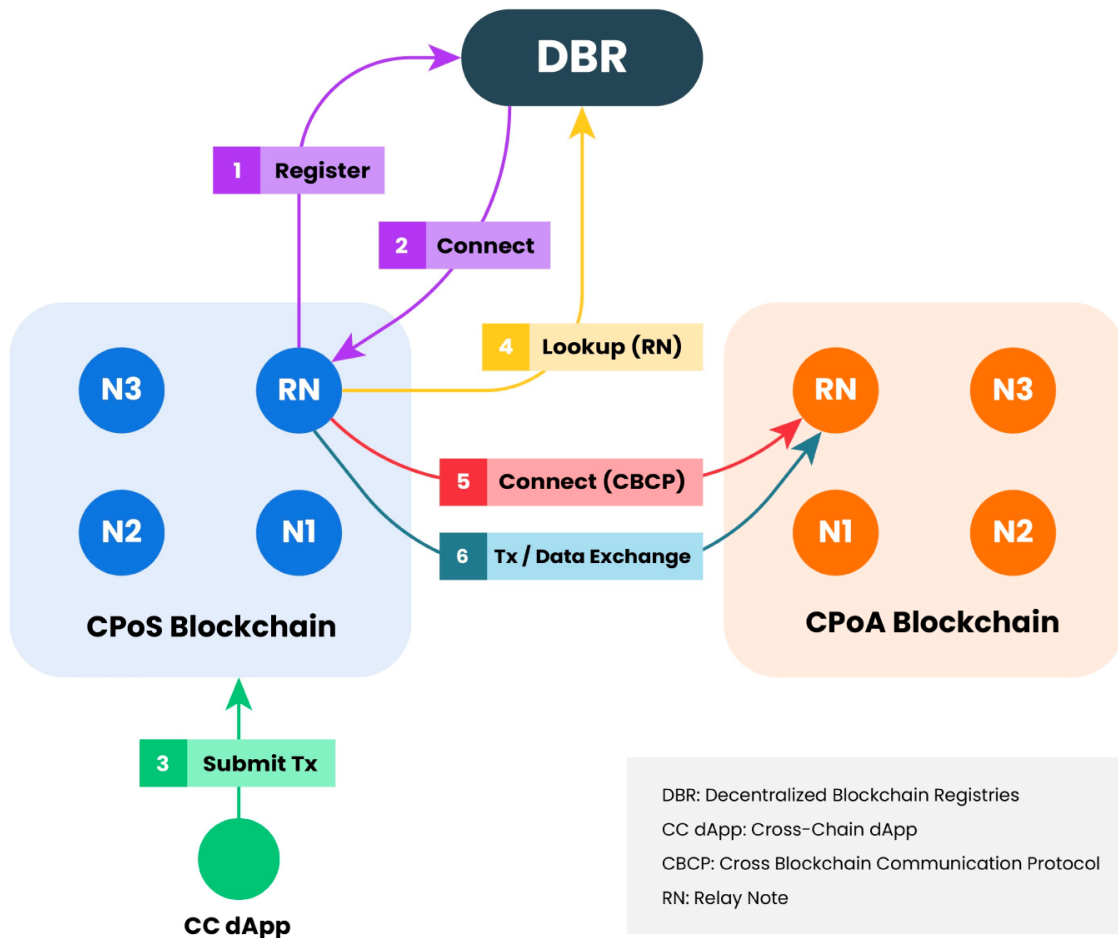 DBR
1 Register
2 Connect
4 Lookup (RN)
N3
RN
RN
N3
5 Connect (CBCP)
N2
N1
N1
N2
6 Tx / Data Exchange
CPoS Blockchain
CPoA Blockchain
3 Submit Tx
CC dApp
DBR: Decentralized Blockchain Registries
CC dApp: Cross-Chain dApp
CBCP: Cross Blockchain Communication Protocol
RN: Relay Note